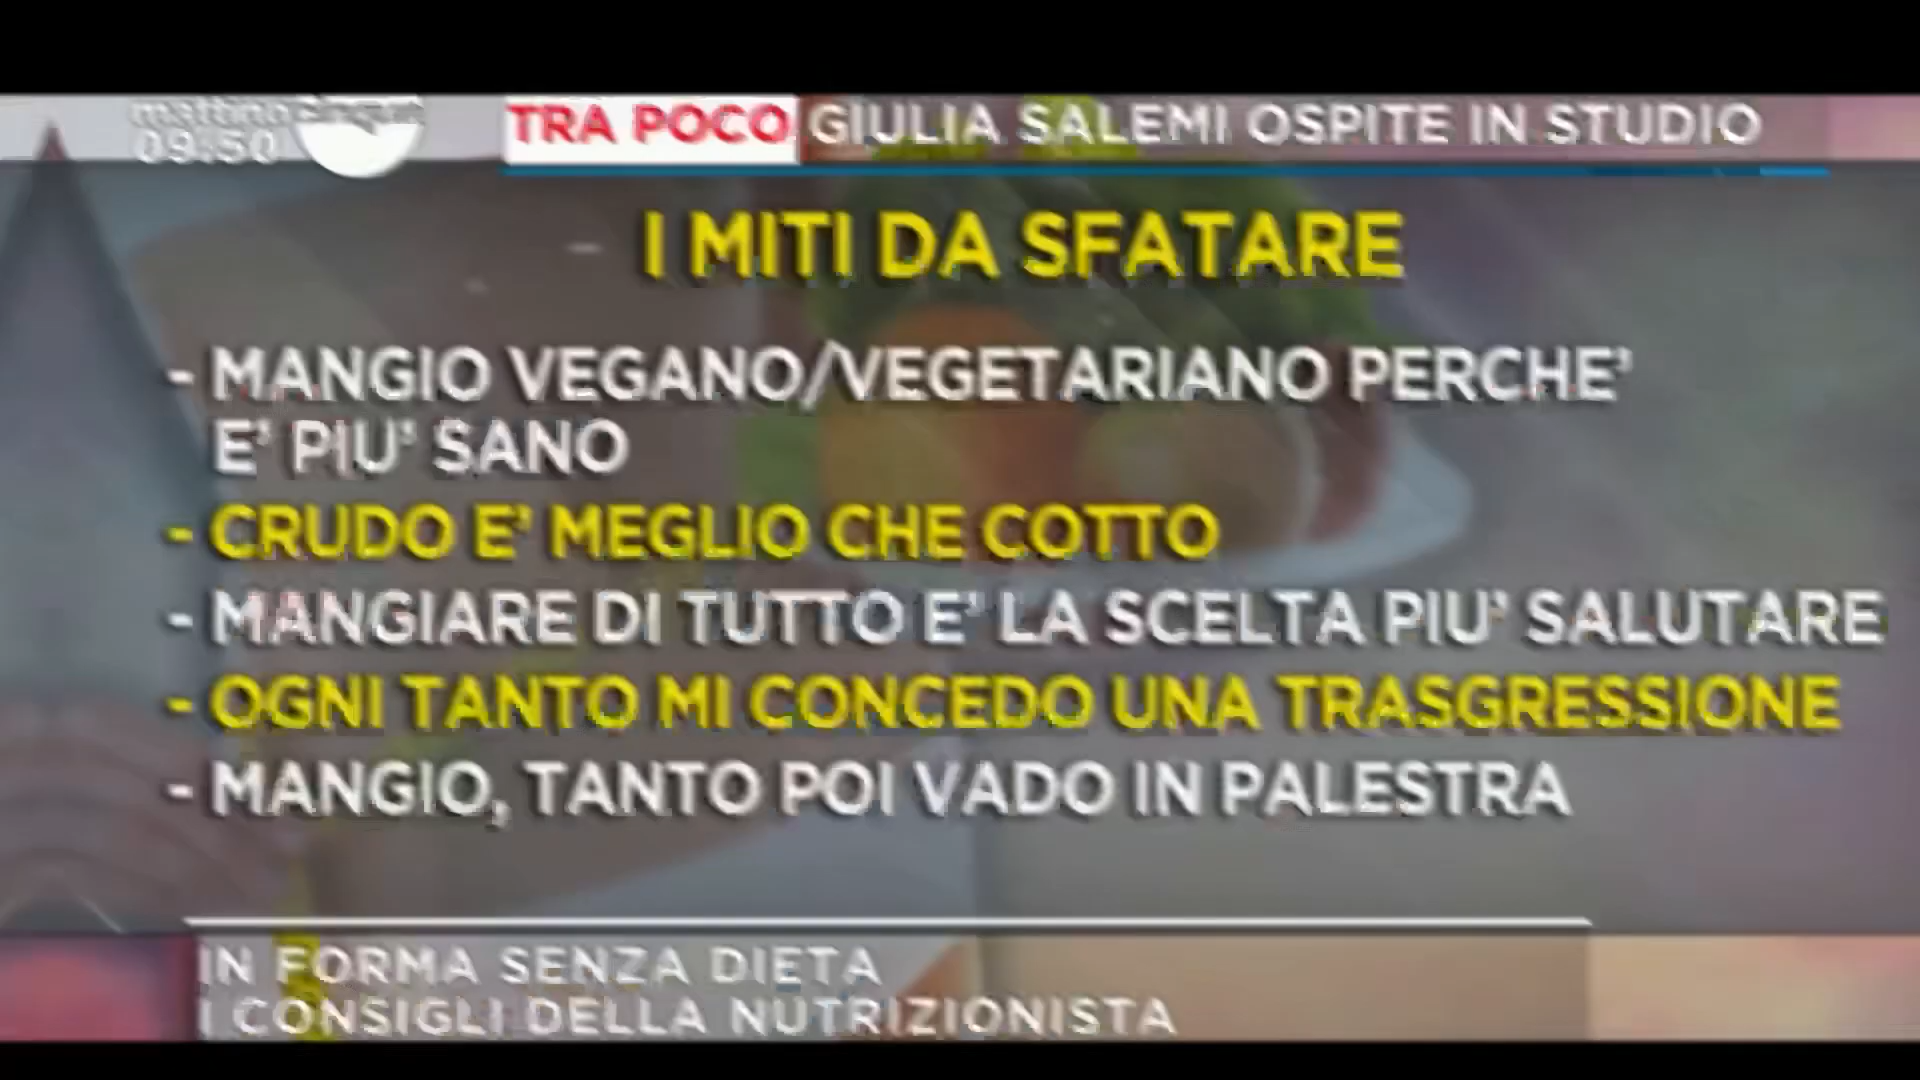 mattino cinque
09:50
TRA POCO GIULIA SALEMI OSPITE IN STUDIO
I MITI DA SFATARE
- MANGIO VEGANO/VEGETARIANO PERCHE'
E' PIU' SANO
- CRUDO E' MEGLIO CHE COTTO
- MANGIARE DI TUTTO E' LA SCELTA PIU' SALUTARE
- OGNI TANTO MI CONCEDO UNA TRASGRESSIONE
- MANGIO, TANTO POI VADO IN PALESTRA
IN FORMA SENZA DIETA
I CONSIGLI DELLA NUTRIZIONISTA